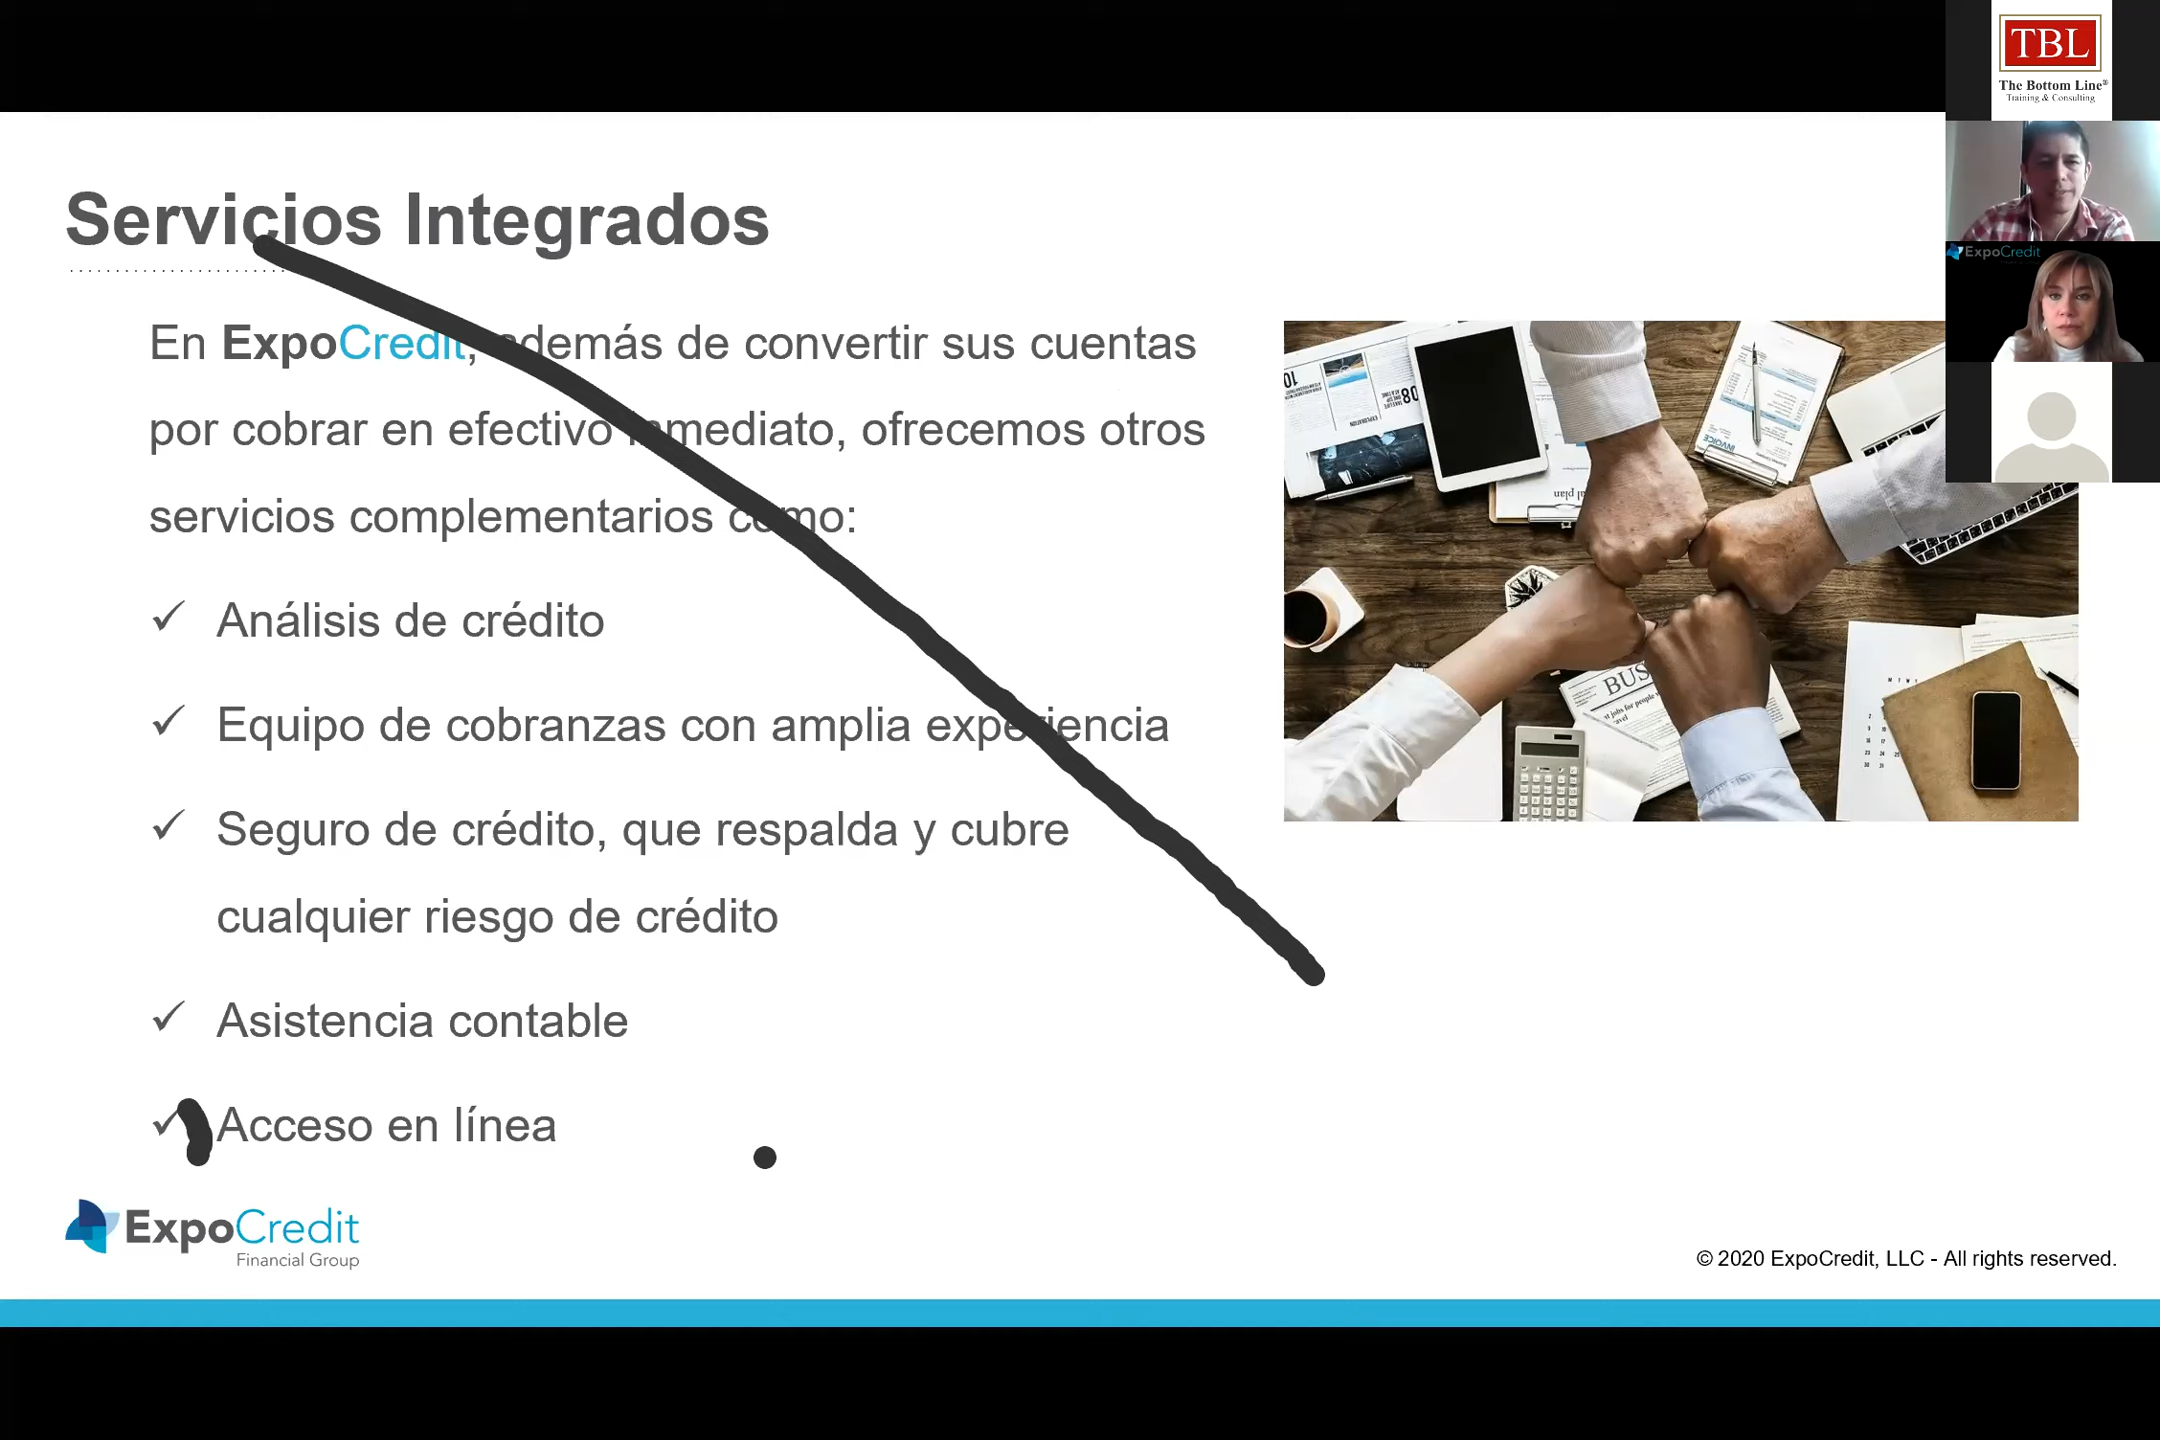 TBL
The Bottom Line®
Training & Consulting
Servicios Integrados
ExpoCredit
En ExpoCredit, además de convertir sus cuentas
por cobrar en efectivo inmediato, ofrecemos otros
servicios complementarios como:
✓ Análisis de crédito
✓ Equipo de cobranzas con amplia experiencia
✓ Seguro de crédito, que respalda y cubre
cualquier riesgo de crédito
✓ Asistencia contable
✓ Acceso en línea
INVOICE
BUS
ExpoCredit
Financial Group
© 2020 ExpoCredit, LLC - All rights reserved.